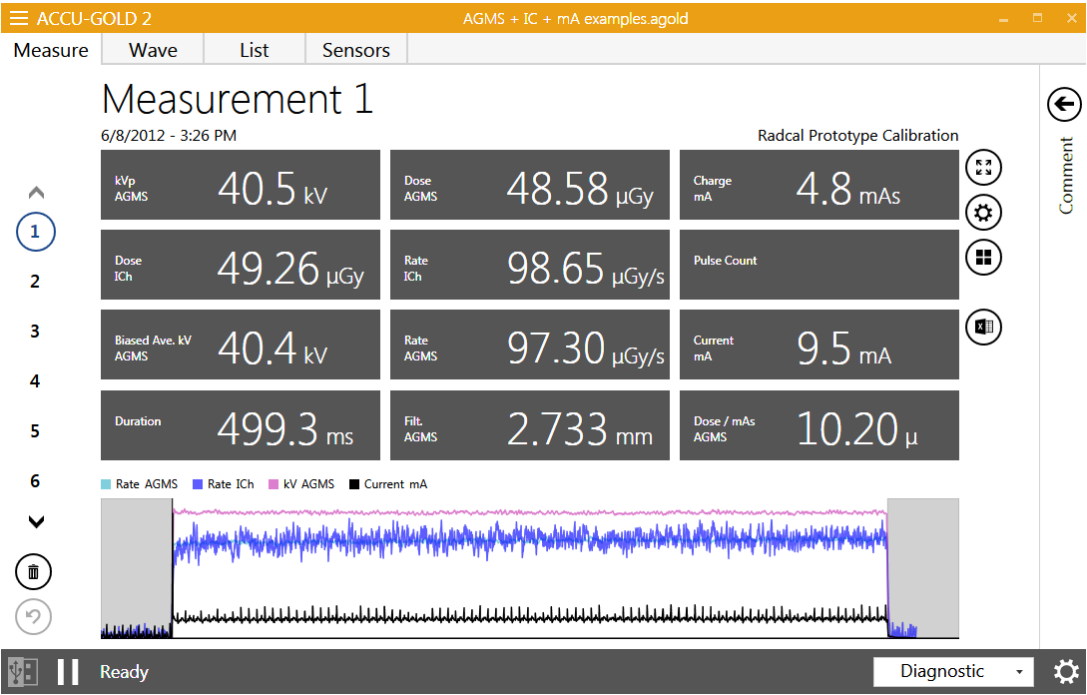 ACCU-GOLD 2
AGMS + IC + mA examples.agold
Measure Wave List Sensors
Measurement 1
6/8/2012 - 3:26 PM
Radcal Prototype Calibration
kVp
AGMS
40.5 kV
Dose
AGMS
48.58 µGy
Charge
mA
4.8 mAs
Dose
ICh
49.26 µGy
Rate
ICh
98.65 µGy/s
Pulse Count
Biased Ave. kV
AGMS
40.4 kV
Rate
AGMS
97.30 µGy/s
Current
mA
9.5 mA
Duration
499.3 ms
Filt.
AGMS
2.733 mm
Dose / mAs
AGMS
10.20 µ
Rate AGMS Rate ICh kV AGMS Current mA
1
2
3
4
5
6
Comment
Ready
Diagnostic